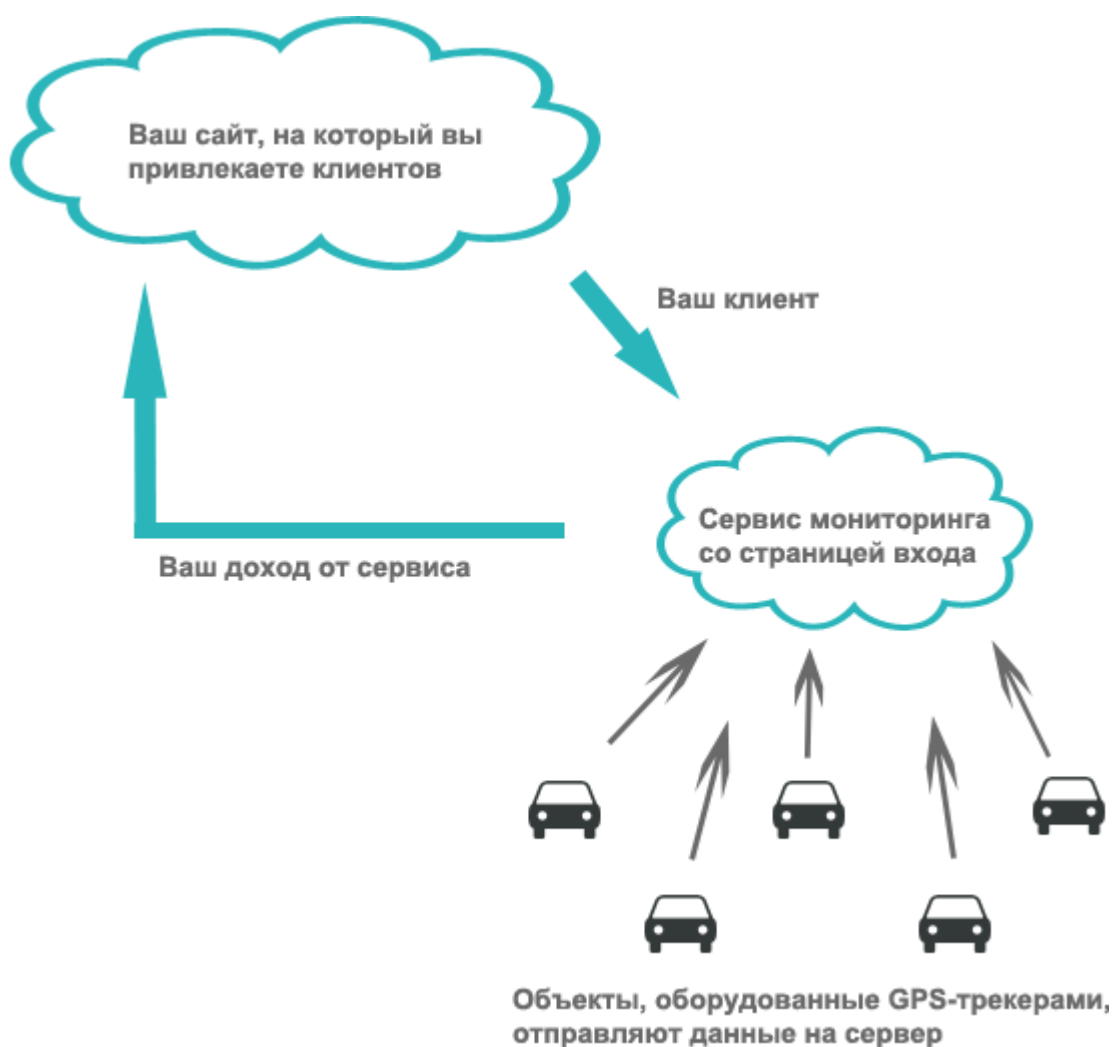 Ваш сайт, на который вы
привлекаете клиентов
Ваш клиент
Сервис мониторинга
со страницей входа
Ваш доход от сервиса
Объекты, оборудованные GPS-трекерами,
отправляют данные на сервер